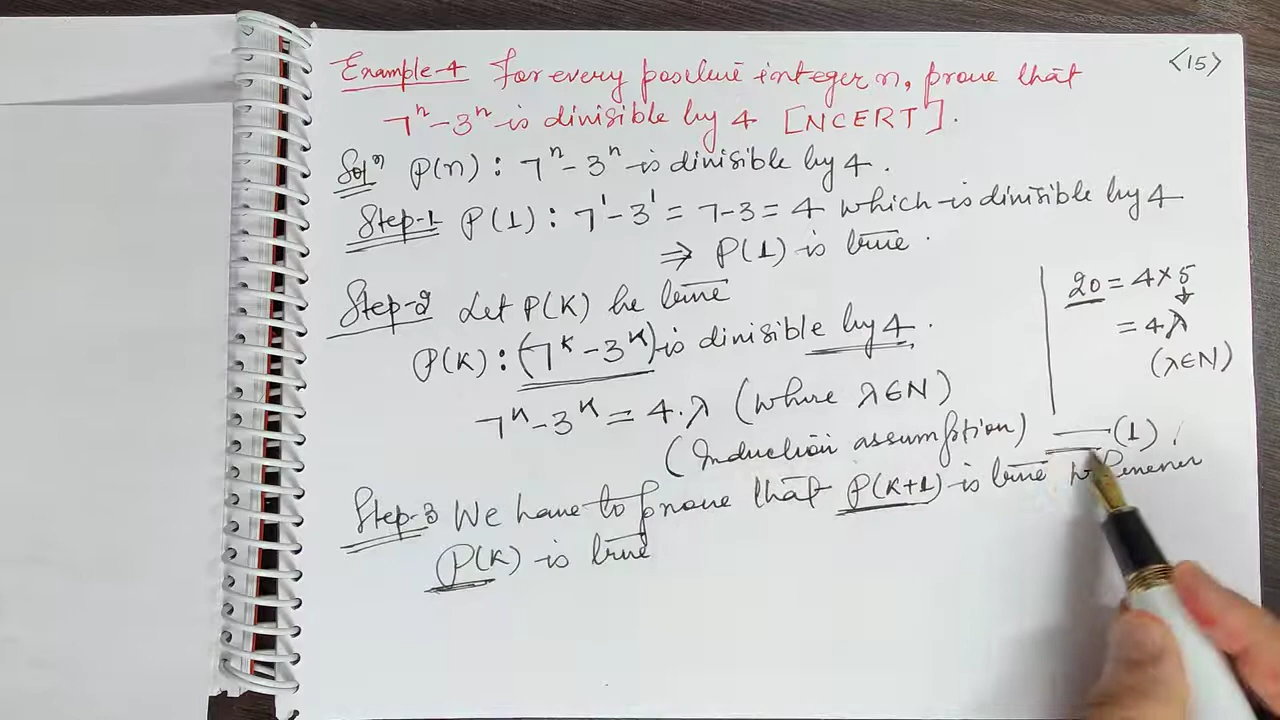 Example-4 For every positive integer n, prove that <15>
7ⁿ-3ⁿ is divisible by 4 [NCERT].
Solⁿ P(n) : 7ⁿ-3ⁿ is divisible by 4.
Step-1 P(1) : 7¹-3¹ = 7-3 = 4 which is divisible by 4
⇒ P(1) is true.
Step-2 Let P(K) be true
P(K) : (7ᴷ-3ᴷ) is divisible by 4.
7ᴷ-3ᴷ = 4.λ (where λ∈N)
(Induction assumption) —(1)
20 = 4×5
= 4λ
(λ∈N)
Step-3 We have to prove that P(K+1) is true whenever
P(K) is true